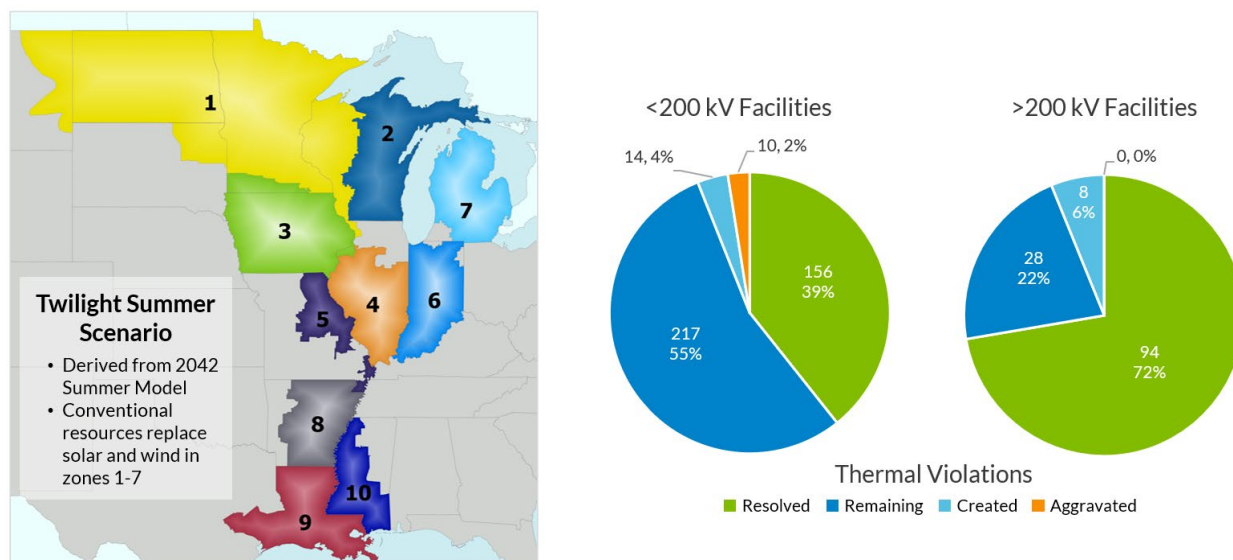 1
2
3
4
5
6
7
8
9
10
Twilight Summer
Scenario
• Derived from 2042
Summer Model
• Conventional
resources replace
solar and wind in
zones 1-7
<200 kV Facilities
14, 4%
10, 2%
156
39%
217
55%
>200 kV Facilities
0, 0%
8
6%
28
22%
94
72%
Thermal Violations
Resolved Remaining Created Aggravated